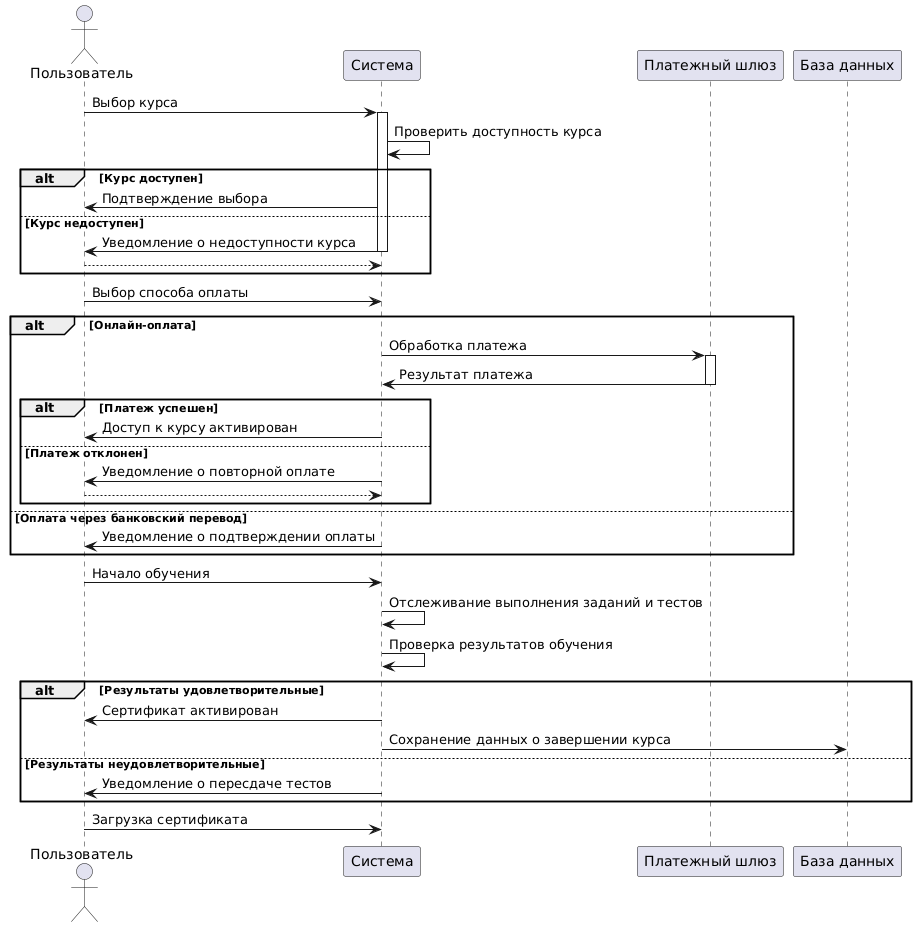 Пользователь
Система
Платежный шлюз
База данных
Выбор курса
Проверить доступность курса
alt [Курс доступен]
Подтверждение выбора
[Курс недоступен]
Уведомление о недоступности курса
Выбор способа оплаты
alt [Онлайн-оплата]
Обработка платежа
Результат платежа
alt [Платеж успешен]
Доступ к курсу активирован
[Платеж отклонен]
Уведомление о повторной оплате
[Оплата через банковский перевод]
Уведомление о подтверждении оплаты
Начало обучения
Отслеживание выполнения заданий и тестов
Проверка результатов обучения
alt [Результаты удовлетворительные]
Сертификат активирован
Сохранение данных о завершении курса
[Результаты неудовлетворительные]
Уведомление о пересдаче тестов
Загрузка сертификата
Пользователь
Система
Платежный шлюз
База данных